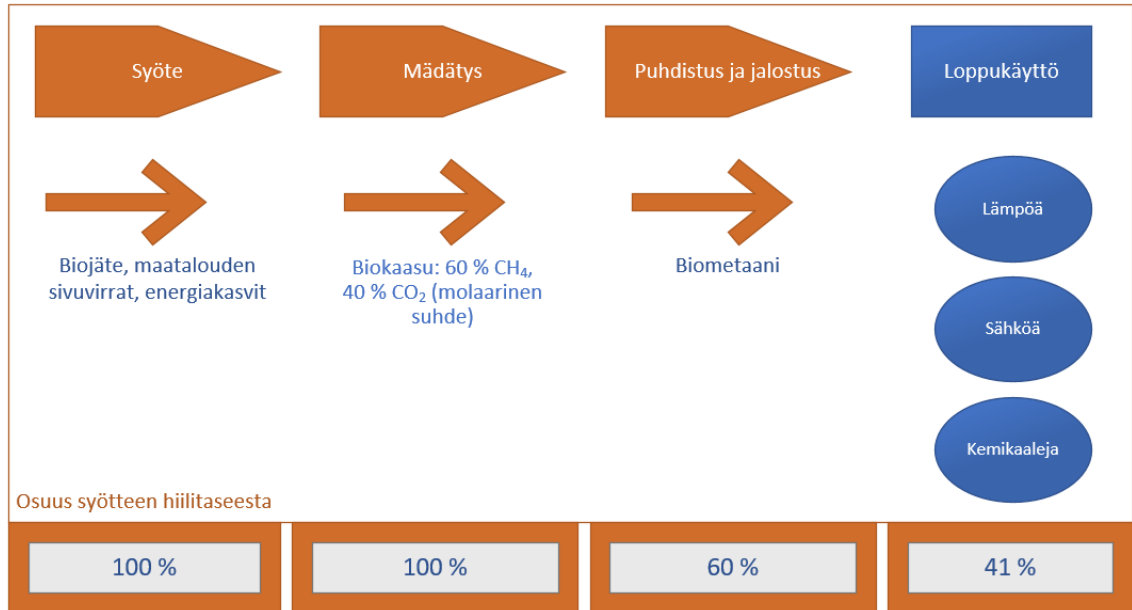 Syöte
Mädätys
Puhdistus ja jalostus
Loppukäyttö
Biojäte, maatalouden
sivuvirrat, energiakasvit
Biokaasu: 60 % CH₄,
40 % CO₂ (molaarinen
suhde)
Biometaani
Lämpöä
Sähköä
Kemikaaleja
Osuus syötteen hiilitaseesta
100 %
100 %
60 %
41 %